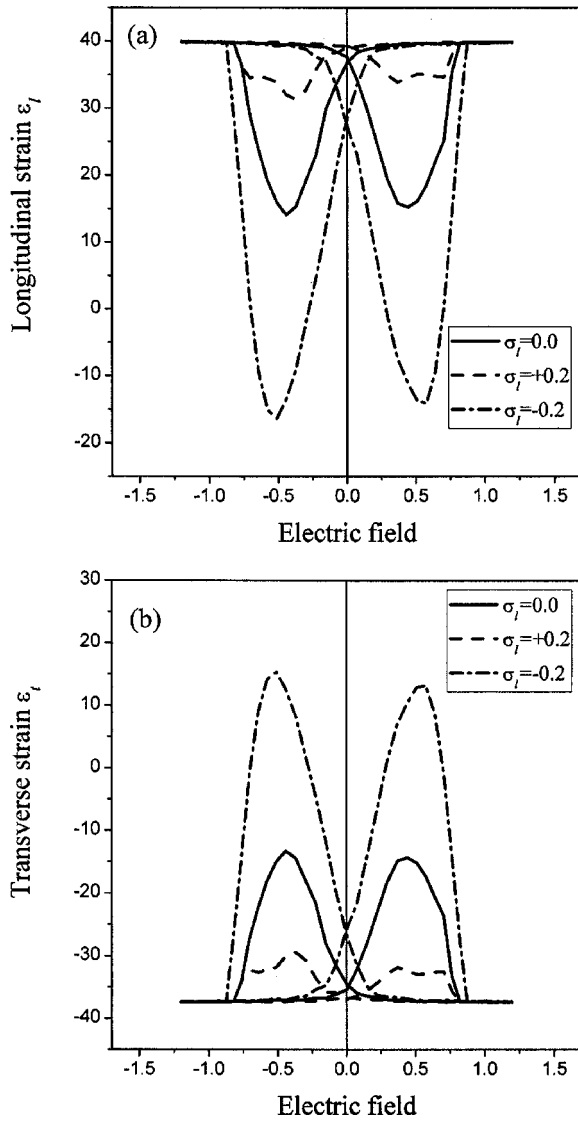 (a)
Longitudinal strain ε_l
40
30
20
10
0
-10
-20
σ_l=0.0
σ_l=+0.2
σ_l=-0.2
-1.5 -1.0 -0.5 0.0 0.5 1.0 1.5
Electric field
(b)
Transverse strain ε_t
30
20
10
0
-10
-20
-30
-40
σ_l=0.0
σ_l=+0.2
σ_l=-0.2
-1.5 -1.0 -0.5 0.0 0.5 1.0 1.5
Electric field